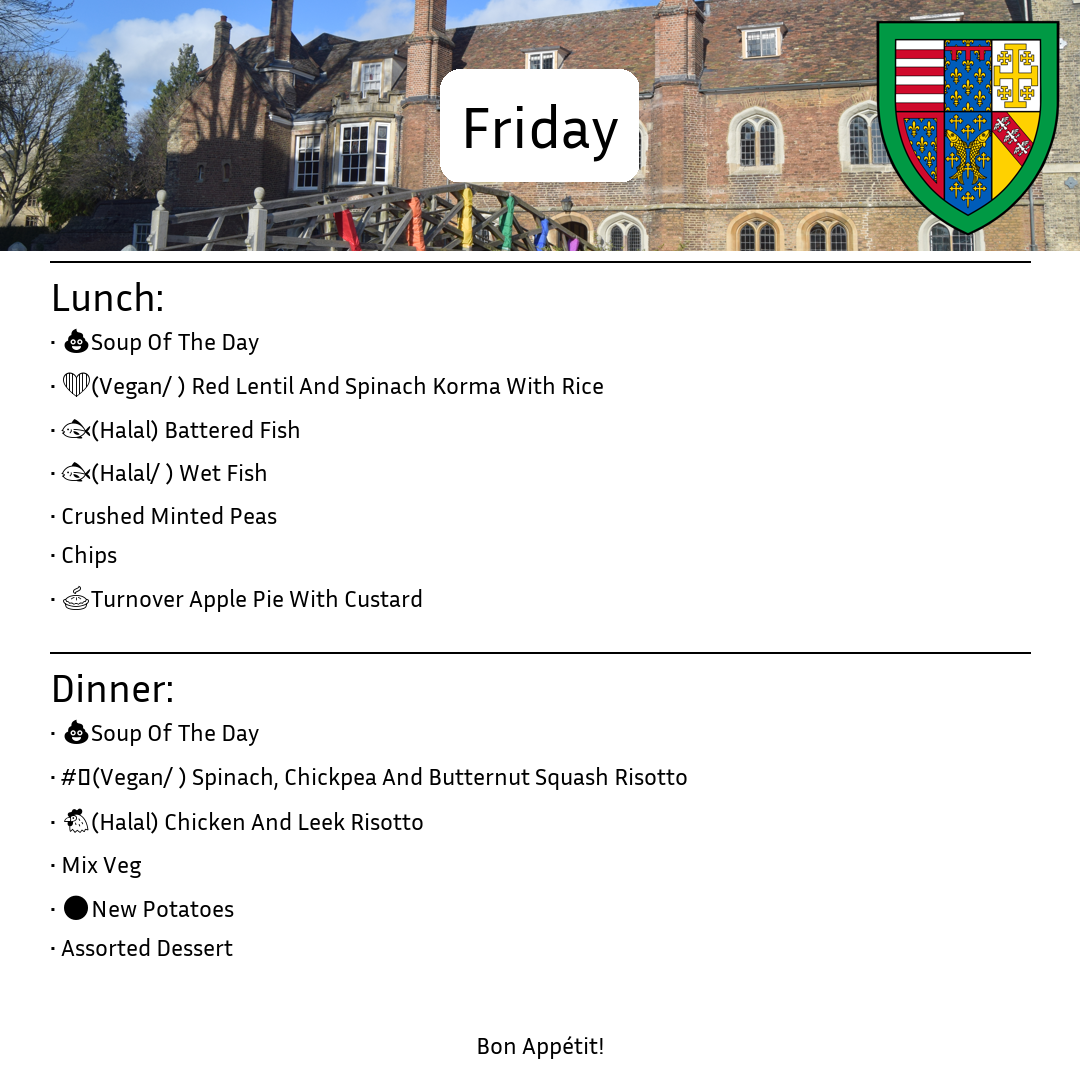 Friday
Lunch:
· 💩Soup Of The Day
· 💜(Vegan/ ) Red Lentil And Spinach Korma With Rice
· 🐟(Halal) Battered Fish
· 🐟(Halal/ ) Wet Fish
· Crushed Minted Peas
· Chips
· 🥧Turnover Apple Pie With Custard
Dinner:
· 💩Soup Of The Day
· #▯(Vegan/ ) Spinach, Chickpea And Butternut Squash Risotto
· 🐔(Halal) Chicken And Leek Risotto
· Mix Veg
· ⚫New Potatoes
· Assorted Dessert
Bon Appétit!